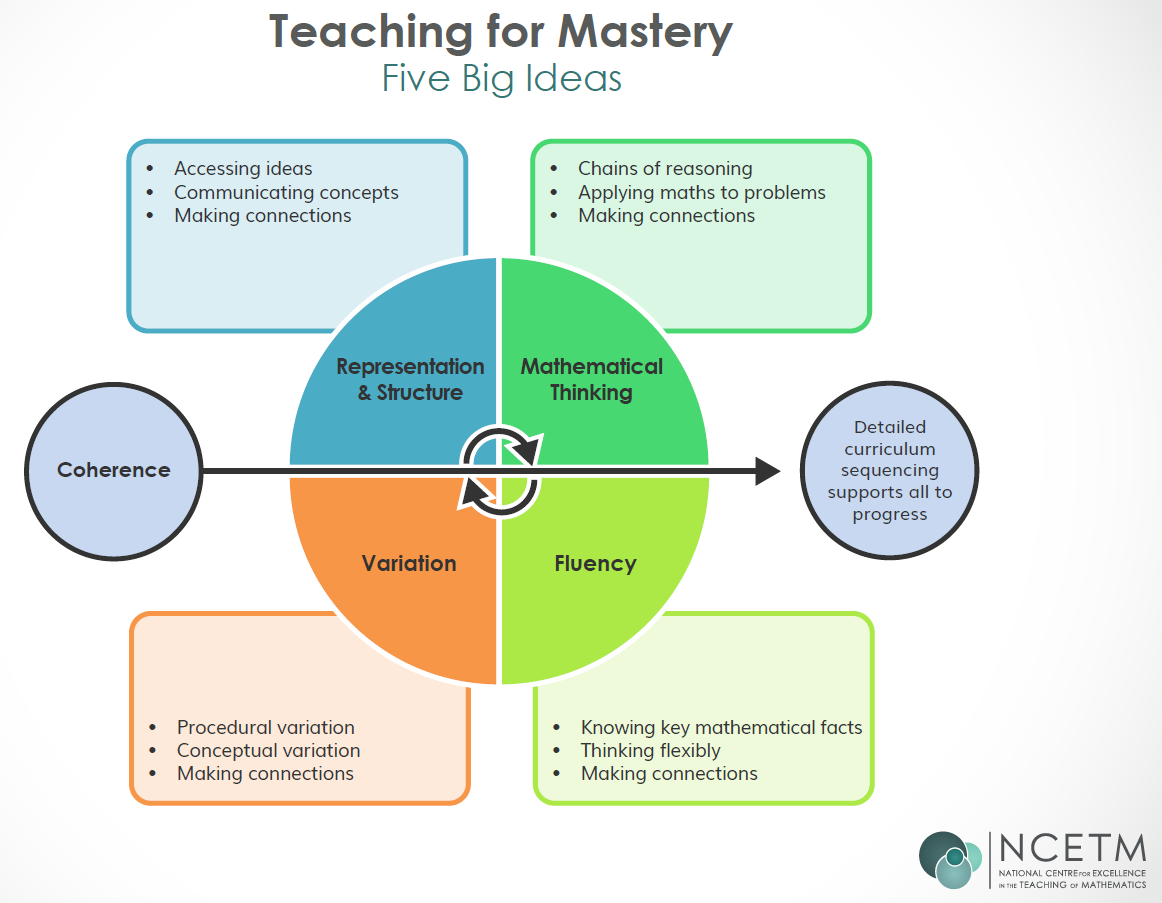 Teaching for Mastery
Five Big Ideas
• Accessing ideas
• Communicating concepts
• Making connections
• Chains of reasoning
• Applying maths to problems
• Making connections
Representation
& Structure
Mathematical
Thinking
Coherence
Detailed
curriculum
sequencing
supports all to
progress
Variation
Fluency
• Procedural variation
• Conceptual variation
• Making connections
• Knowing key mathematical facts
• Thinking flexibly
• Making connections
NCETM
NATIONAL CENTRE FOR EXCELLENCE
IN THE TEACHING OF MATHEMATICS